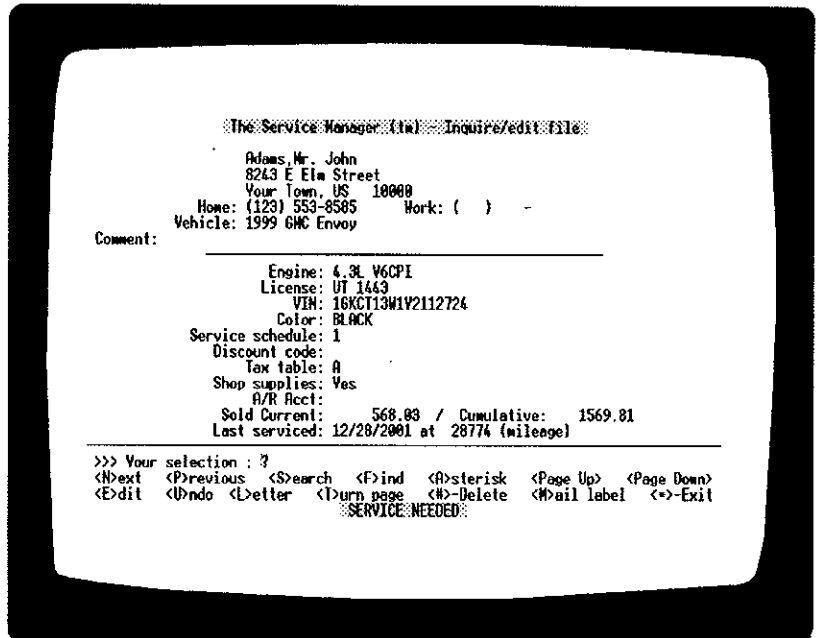 The Service Manager (tm) - Inquire/edit file
Adams,Mr. John
8243 E Elm Street
Your Town, US 10000
Home: (123) 553-8585 Work: ( ) -
Vehicle: 1999 GMC Envoy
Comment:
Engine: 4.3L V6CPI
License: UT 1443
VIN: 1GKCT13W1Y2112724
Color: BLACK
Service schedule: 1
Discount code:
Tax table: A
Shop supplies: Yes
A/R Acct:
Sold Current: 568.03 / Cumulative: 1569.81
Last serviced: 12/28/2001 at 28774 (mileage)
>>> Your selection : ?
<N>ext <P>revious <S>earch <F>ind <A>sterisk <Page Up> <Page Down>
<E>dit <U>ndo <L>etter <T>urn page <#>-Delete <M>ail label <*>-Exit
SERVICE NEEDED